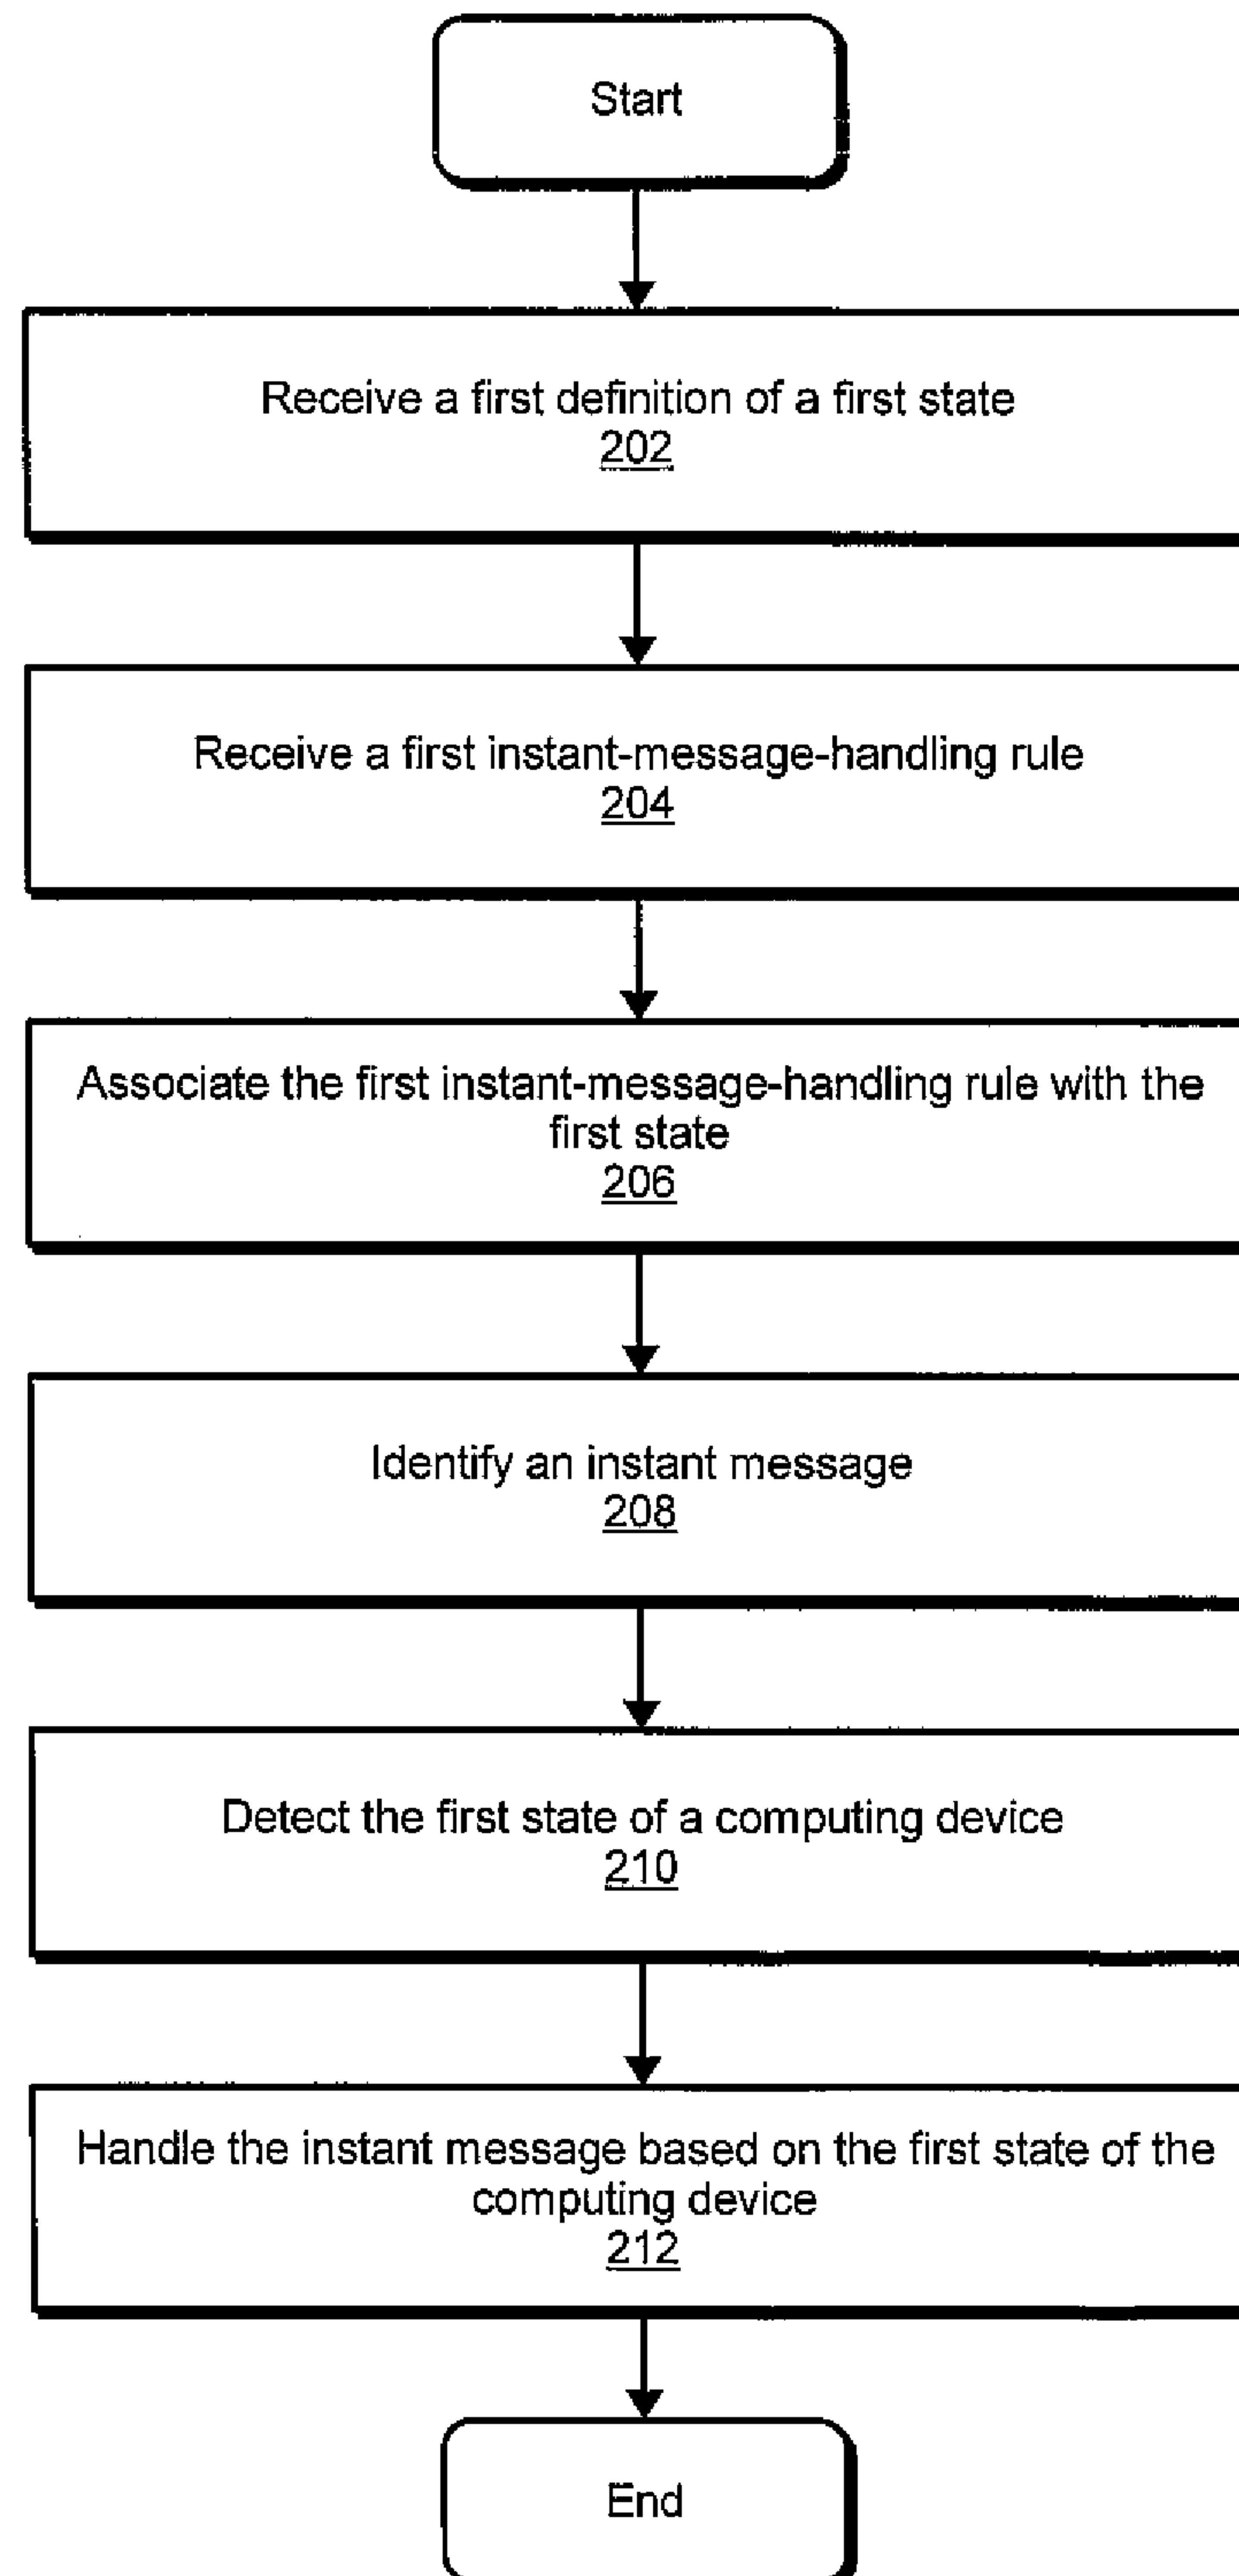 Start
Receive a first definition of a first state
202
Receive a first instant-message-handling rule
204
Associate the first instant-message-handling rule with the
first state
206
Identify an instant message
208
Detect the first state of a computing device
210
Handle the instant message based on the first state of the
computing device
212
End